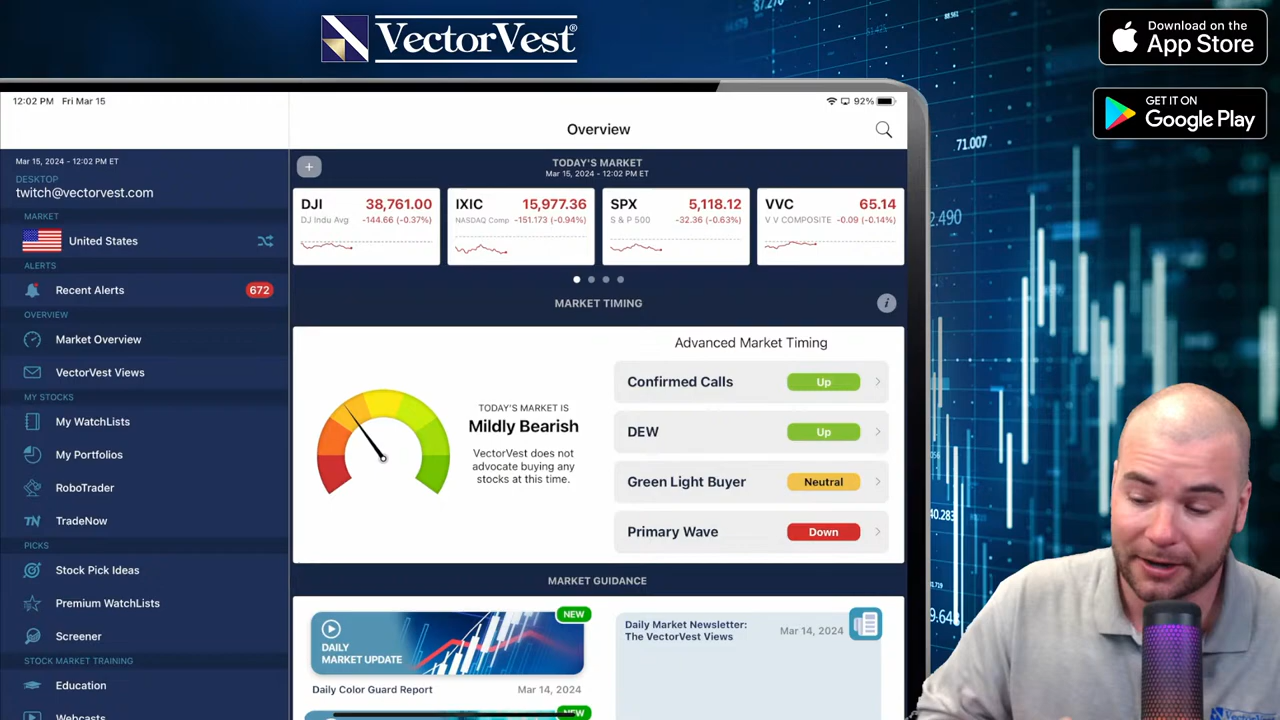 VectorVest®
Download on the
App Store
GET IT ON
Google Play
12:02 PM Fri Mar 15
92%
Overview
Mar 15, 2024 - 12:02 PM ET
DESKTOP
twitch@vectorvest.com
MARKET
United States
ALERTS
Recent Alerts 672
OVERVIEW
Market Overview
VectorVest Views
MY STOCKS
My WatchLists
My Portfolios
RoboTrader
TN TradeNow
PICKS
Stock Pick Ideas
Premium WatchLists
Screener
STOCK MARKET TRAINING
Education
Webcasts
+
TODAY'S MARKET
Mar 15, 2024 - 12:02 PM ET
DJI 38,761.00
DJ Indu Avg -144.66 (-0.37%)
IXIC 15,977.36
NASDAQ Comp -151.173 (-0.94%)
SPX 5,118.12
S & P 500 -32.36 (-0.63%)
VVC 65.14
V V COMPOSITE -0.09 (-0.14%)
MARKET TIMING
i
TODAY'S MARKET IS
Mildly Bearish
VectorVest does not
advocate buying any
stocks at this time.
Advanced Market Timing
Confirmed Calls Up
DEW Up
Green Light Buyer Neutral
Primary Wave Down
MARKET GUIDANCE
NEW
DAILY
MARKET UPDATE
Daily Color Guard Report Mar 14, 2024
NEW
Daily Market Newsletter:
The VectorVest Views
Mar 14, 2024
71.007
40.283